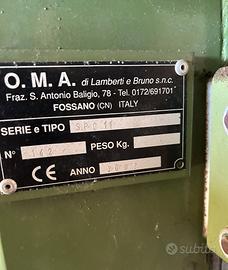 O. M. A. di Lamberti e Bruno s.n.c.
Fraz. S. Antonio Baligio, 78 - Tel. 0172/691701
FOSSANO (CN) ITALY
SERIE e TIPO
N° PESO Kg.
CE ANNO
subito